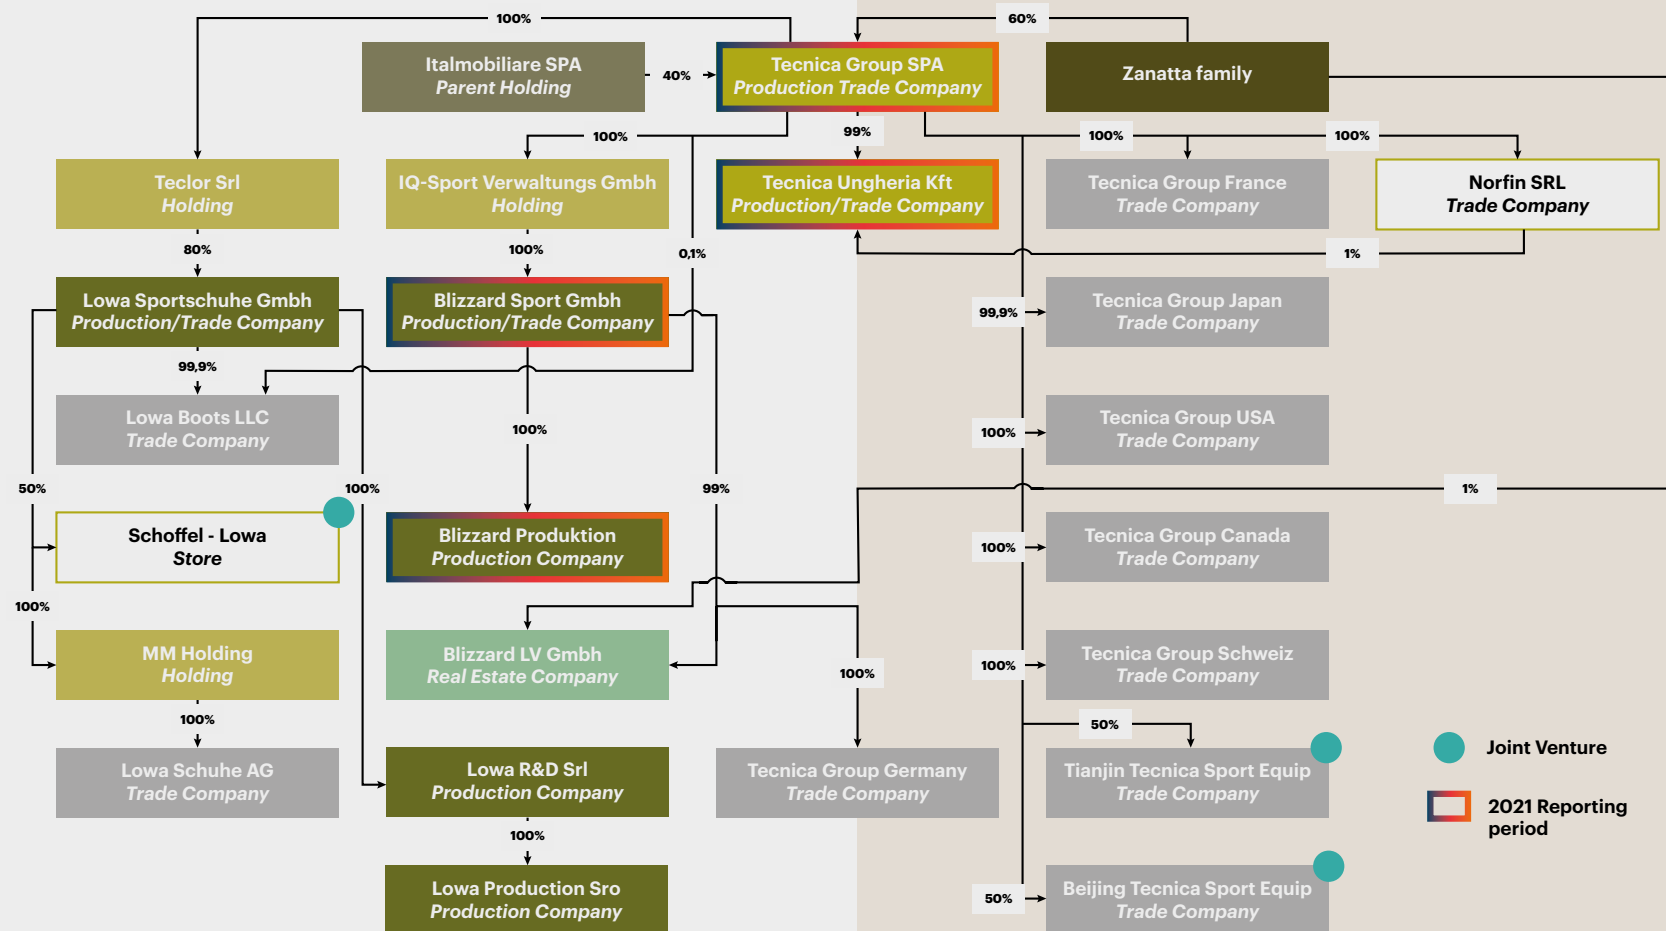 100%
60%
Italmobiliare SPA
Parent Holding
40%
Tecnica Group SPA
Production Trade Company
Zanatta family
100%
99%
100%
100%
Teclor Srl
Holding
IQ-Sport Verwaltungs Gmbh
Holding
Tecnica Ungheria Kft
Production/Trade Company
Tecnica Group France
Trade Company
Norfin SRL
Trade Company
80%
100%
0,1%
1%
Lowa Sportschuhe Gmbh
Production/Trade Company
Blizzard Sport Gmbh
Production/Trade Company
99,9%
Tecnica Group Japan
Trade Company
99,9%
Lowa Boots LLC
Trade Company
100%
100%
Tecnica Group USA
Trade Company
50%
100%
99%
1%
Schoffel - Lowa
Store
Blizzard Produktion
Production Company
100%
Tecnica Group Canada
Trade Company
100%
MM Holding
Holding
Blizzard LV Gmbh
Real Estate Company
100%
100%
Tecnica Group Schweiz
Trade Company
100%
50%
Lowa Schuhe AG
Trade Company
Lowa R&D Srl
Production Company
Tecnica Group Germany
Trade Company
Tianjin Tecnica Sport Equip
Trade Company
Joint Venture
2021 Reporting
period
100%
Lowa Production Sro
Production Company
50%
Beijing Tecnica Sport Equip
Trade Company